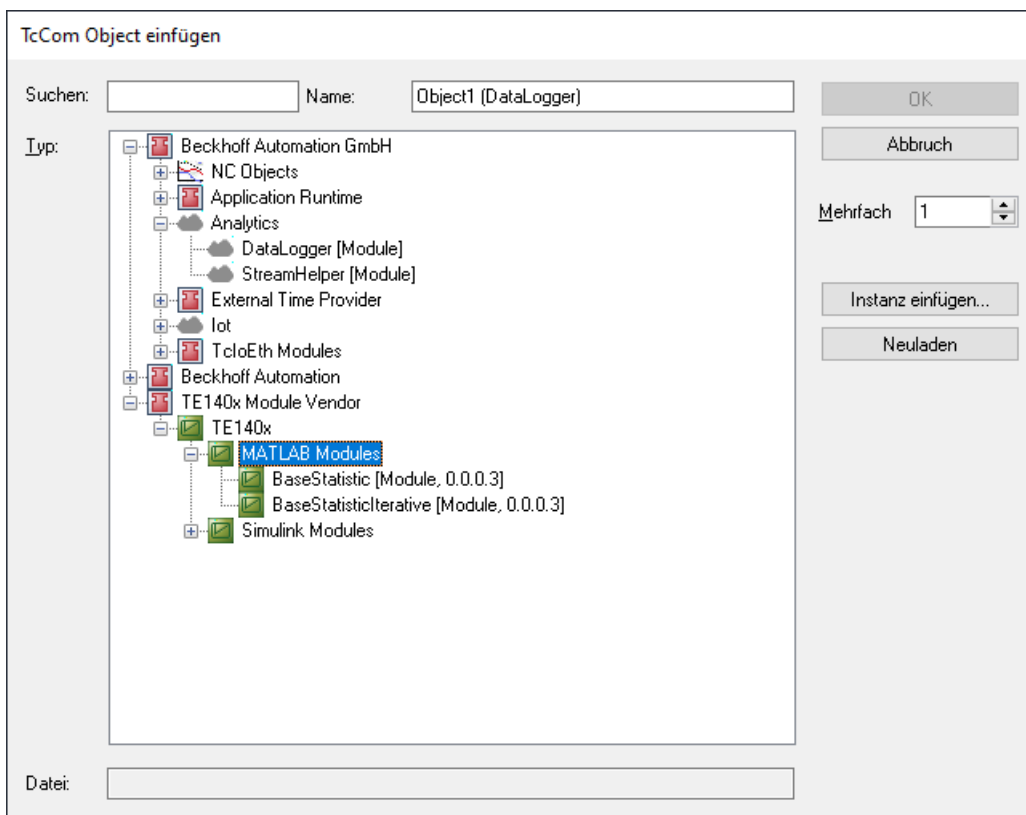 TcCom Object einfügen
Suchen:
Name: Object1 (DataLogger)
OK
Typ:
Beckhoff Automation GmbH
Abbruch
NC Objects
Application Runtime
Mehrfach 1
Analytics
DataLogger [Module]
StreamHelper [Module]
External Time Provider
Instanz einfügen...
Iot
TcIoEth Modules
Neuladen
Beckhoff Automation
TE140x Module Vendor
TE140x
MATLAB Modules
BaseStatistic [Module, 0.0.0.3]
BaseStatisticIterative [Module, 0.0.0.3]
Simulink Modules
Datei: